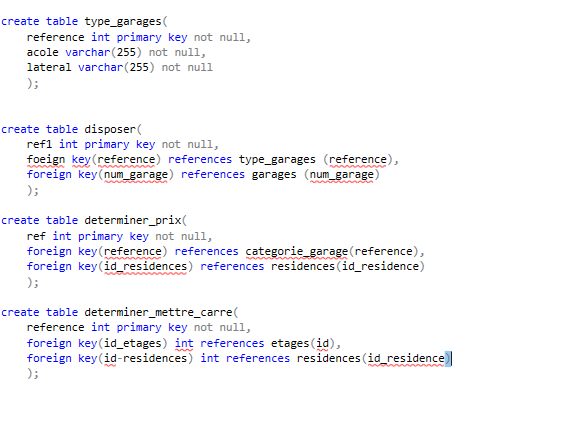 create table type_garages(
reference int primary key not null,
acole varchar(255) not null,
lateral varchar(255) not null
);
create table disposer(
ref1 int primary key not null,
foeign key(reference) references type_garages (reference),
foreign key(num_garage) references garages (num_garage)
);
create table determiner_prix(
ref int primary key not null,
foreign key(reference) references categorie_garage(reference),
foreign key(id_residences) references residences(id_residence)
);
create table determiner_mettre_carre(
reference int primary key not null,
foreign key(id_etages) int references etages(id),
foreign key(id-residences) int references residences(id_residence)
);